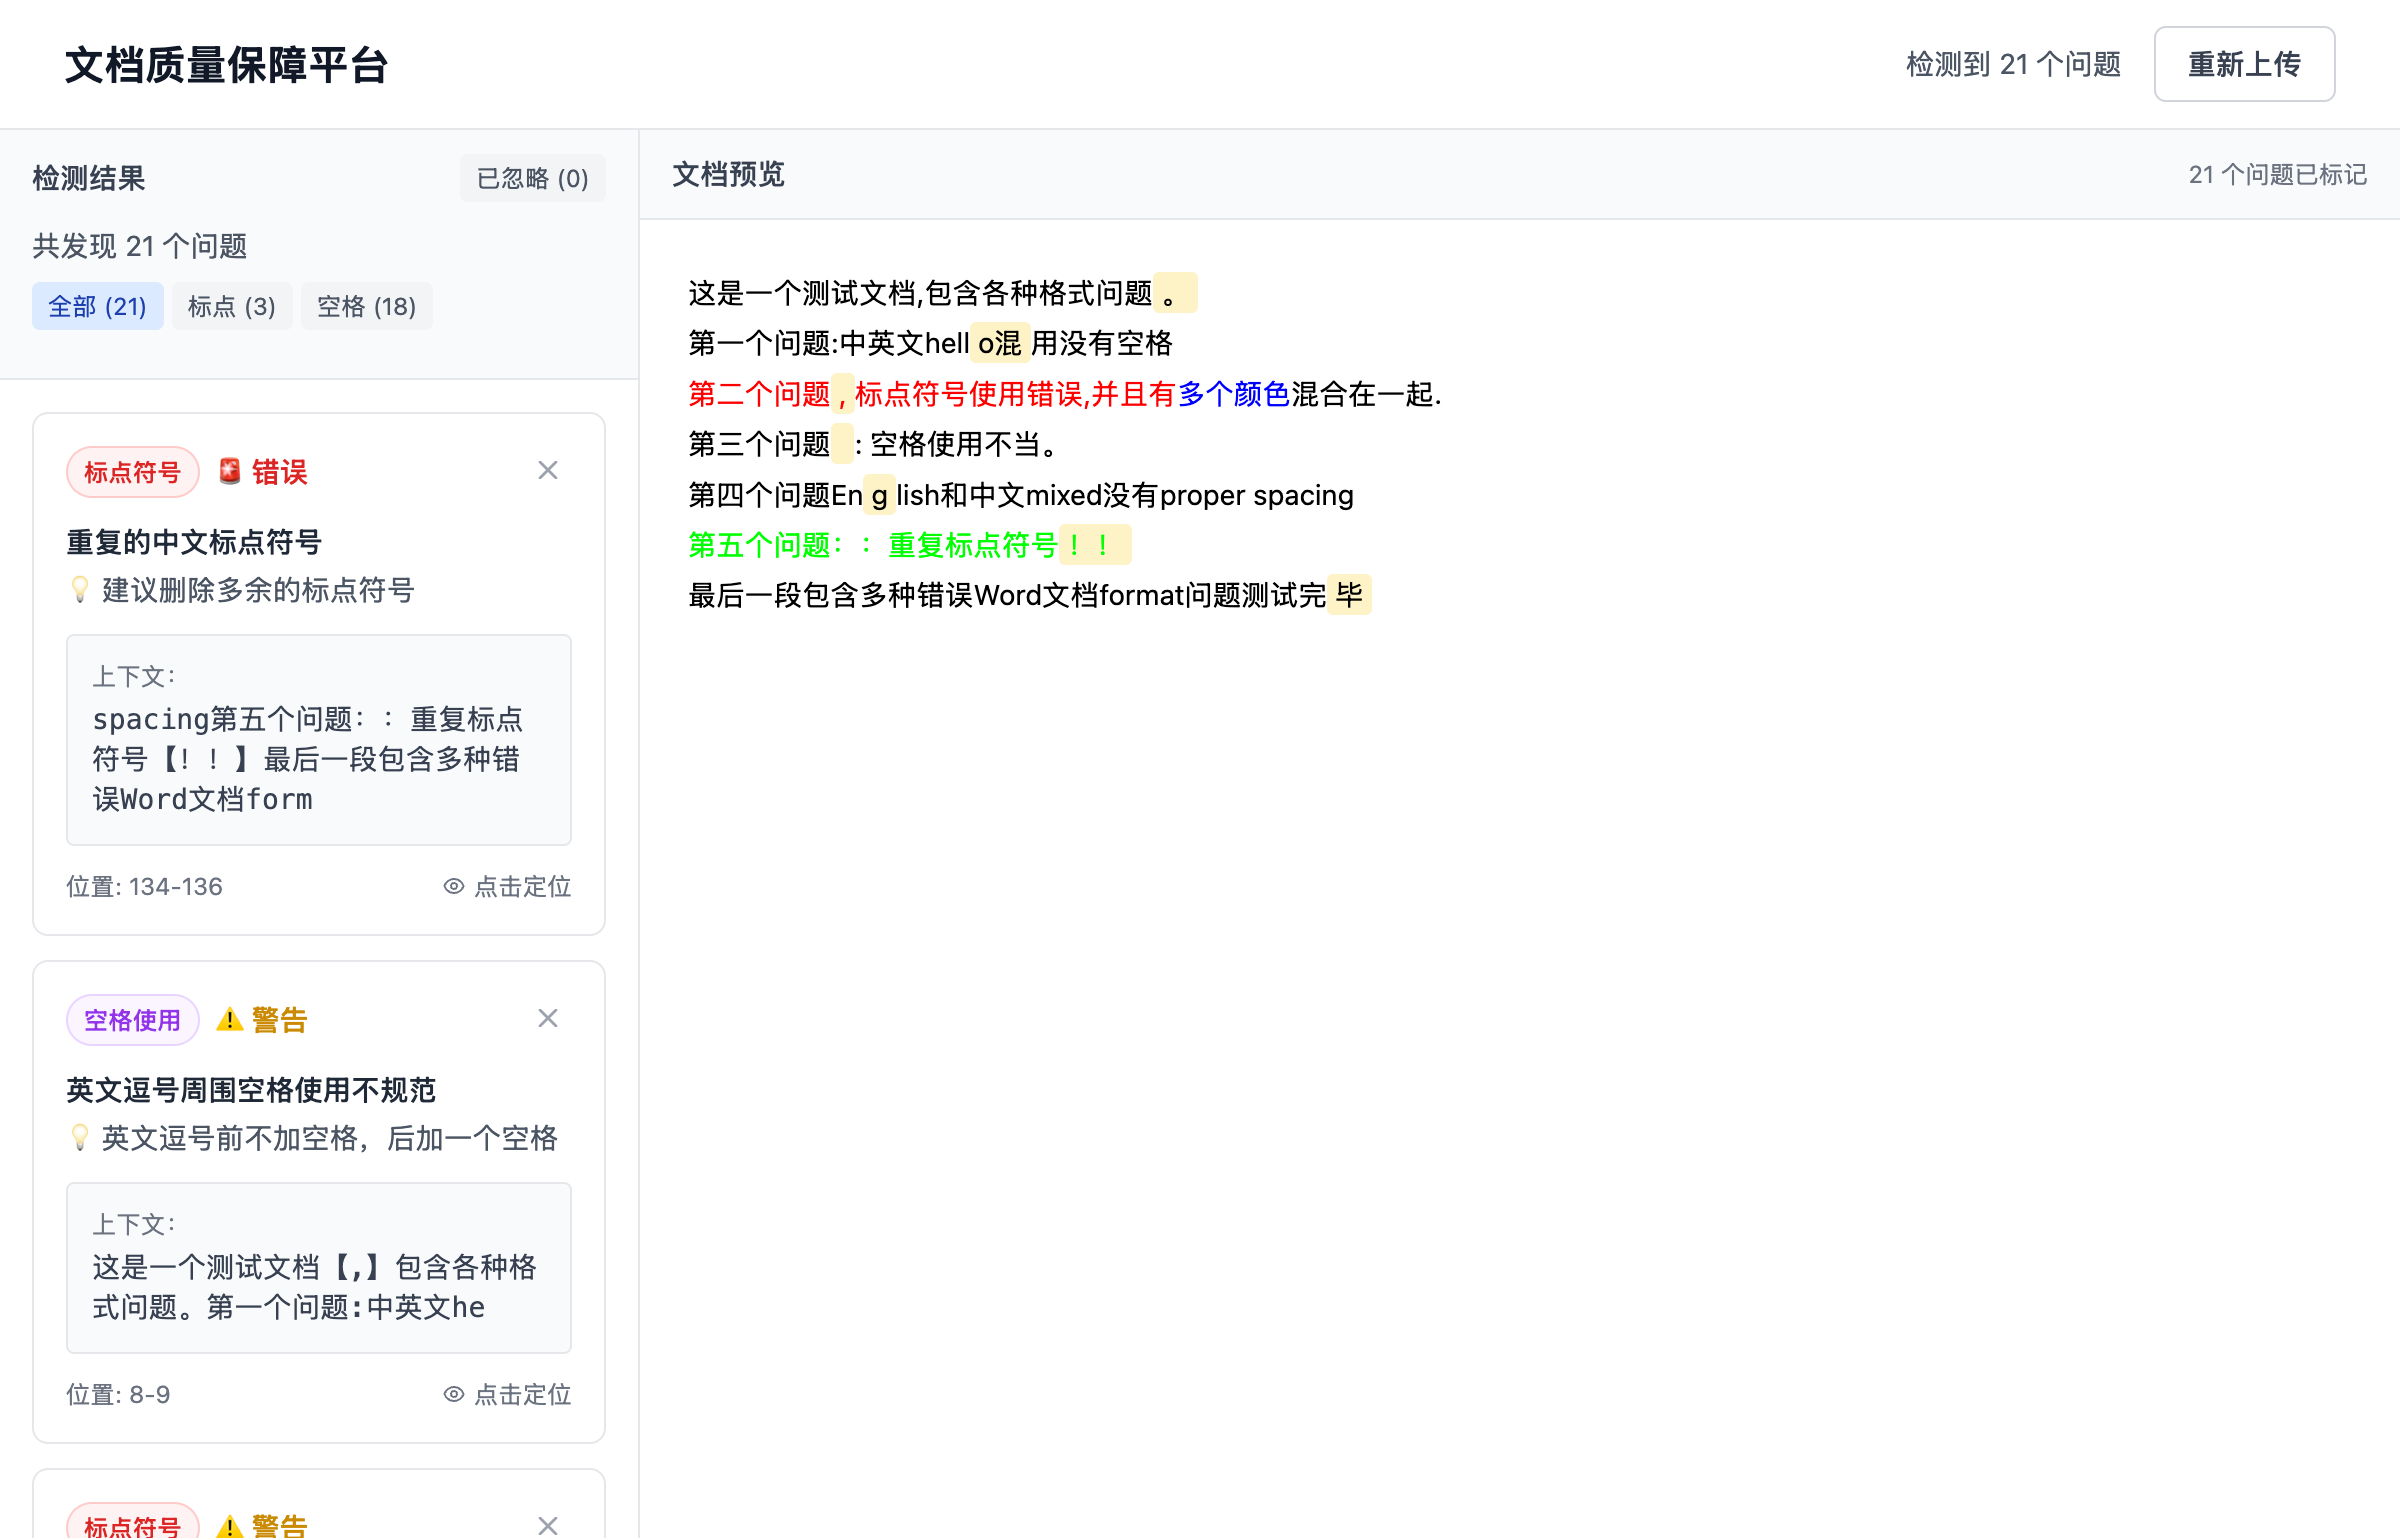 文档质量保障平台
检测到 21 个问题
重新上传
检测结果
已忽略 (0)
共发现 21 个问题
全部 (21)
标点 (3)
空格 (18)
标点符号
错误
重复的中文标点符号
建议删除多余的标点符号
上下文:
spacing第五个问题：：重复标点
符号【！！】最后一段包含多种错
误Word文档form
位置: 134-136
点击定位
空格使用
警告
英文逗号周围空格使用不规范
英文逗号前不加空格，后加一个空格
上下文:
这是一个测试文档【,】包含各种格
式问题。第一个问题:中英文he
位置: 8-9
点击定位
标点符号
警告
文档预览
21 个问题已标记
这是一个测试文档,包含各种格式问题。
第一个问题:中英文hello混用没有空格
第二个问题,标点符号使用错误,并且有多个颜色混合在一起.
第三个问题 : 空格使用不当。
第四个问题English和中文mixed没有proper spacing
第五个问题：：重复标点符号！！
最后一段包含多种错误Word文档format问题测试完毕